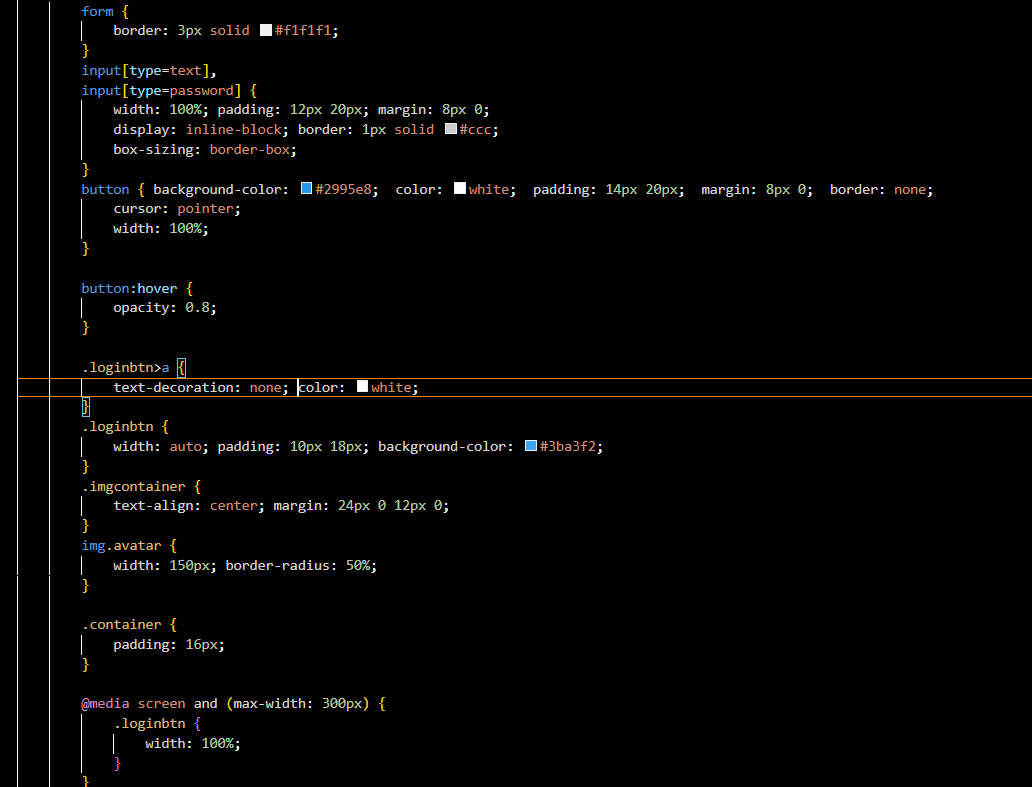 form {
border: 3px solid #f1f1f1;
}
input[type=text],
input[type=password] {
width: 100%; padding: 12px 20px; margin: 8px 0;
display: inline-block; border: 1px solid #ccc;
box-sizing: border-box;
}
button { background-color: #2995e8; color: white; padding: 14px 20px; margin: 8px 0; border: none;
cursor: pointer;
width: 100%;
}
button:hover {
opacity: 0.8;
}
.loginbtn>a {
text-decoration: none; color: white;
}
.loginbtn {
width: auto; padding: 10px 18px; background-color: #3ba3f2;
}
.imgcontainer {
text-align: center; margin: 24px 0 12px 0;
}
img.avatar {
width: 150px; border-radius: 50%;
}
.container {
padding: 16px;
}
@media screen and (max-width: 300px) {
.loginbtn {
width: 100%;
}
}